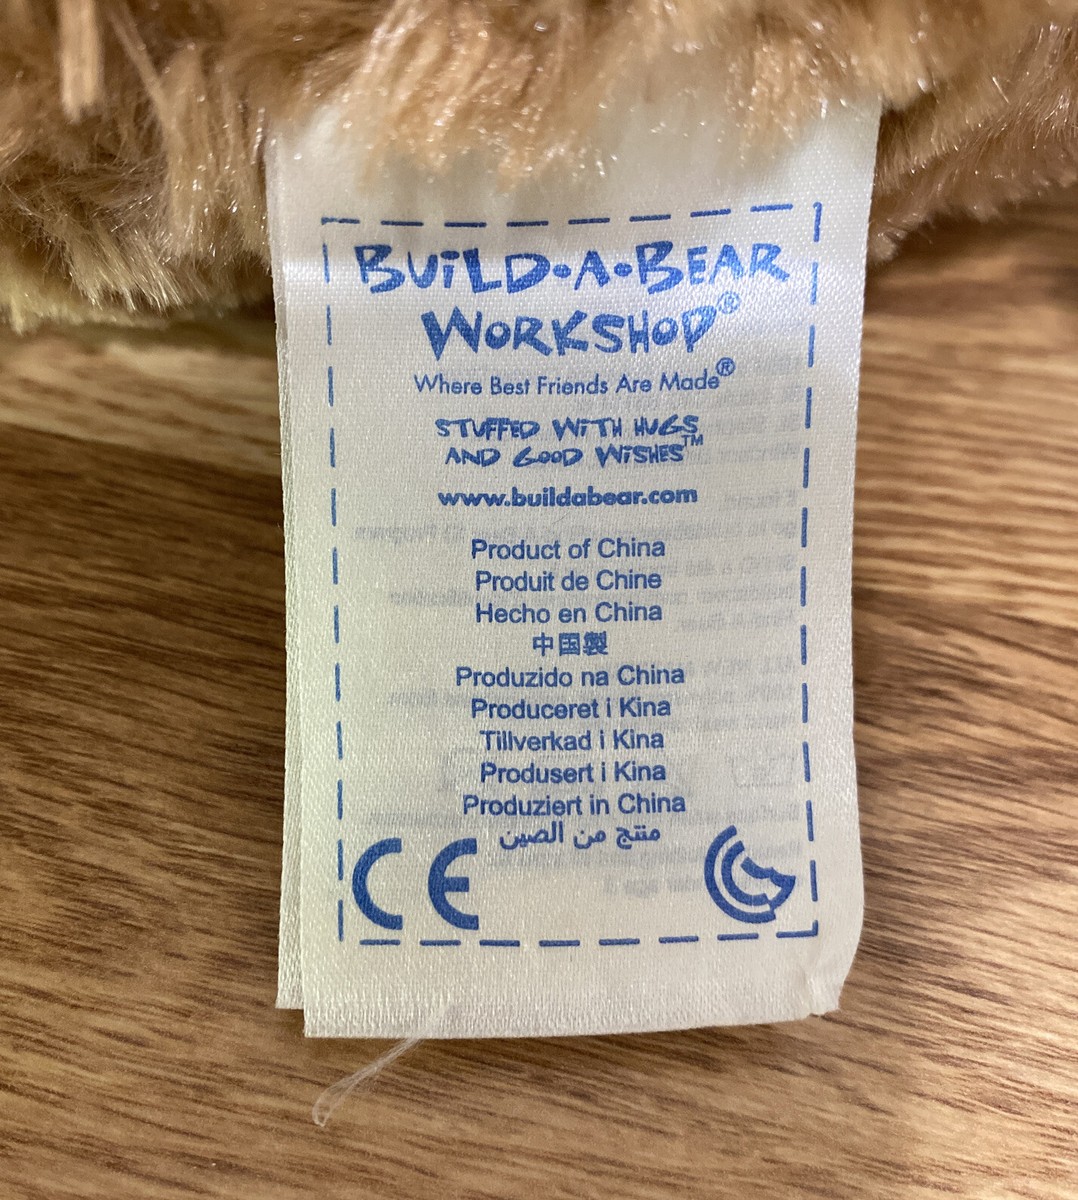 BUiLD•A•BEAR
WORKSHOP®
Where Best Friends Are Made®
STUFFED WiTH HUGS
AND GOOD WiSHES™
www.buildabear.com
Product of China
Produit de Chine
Hecho en China
中国製
Produzido na China
Produceret i Kina
Tillverkad i Kina
Produsert i Kina
Produziert in China
منتج من الصين
CE